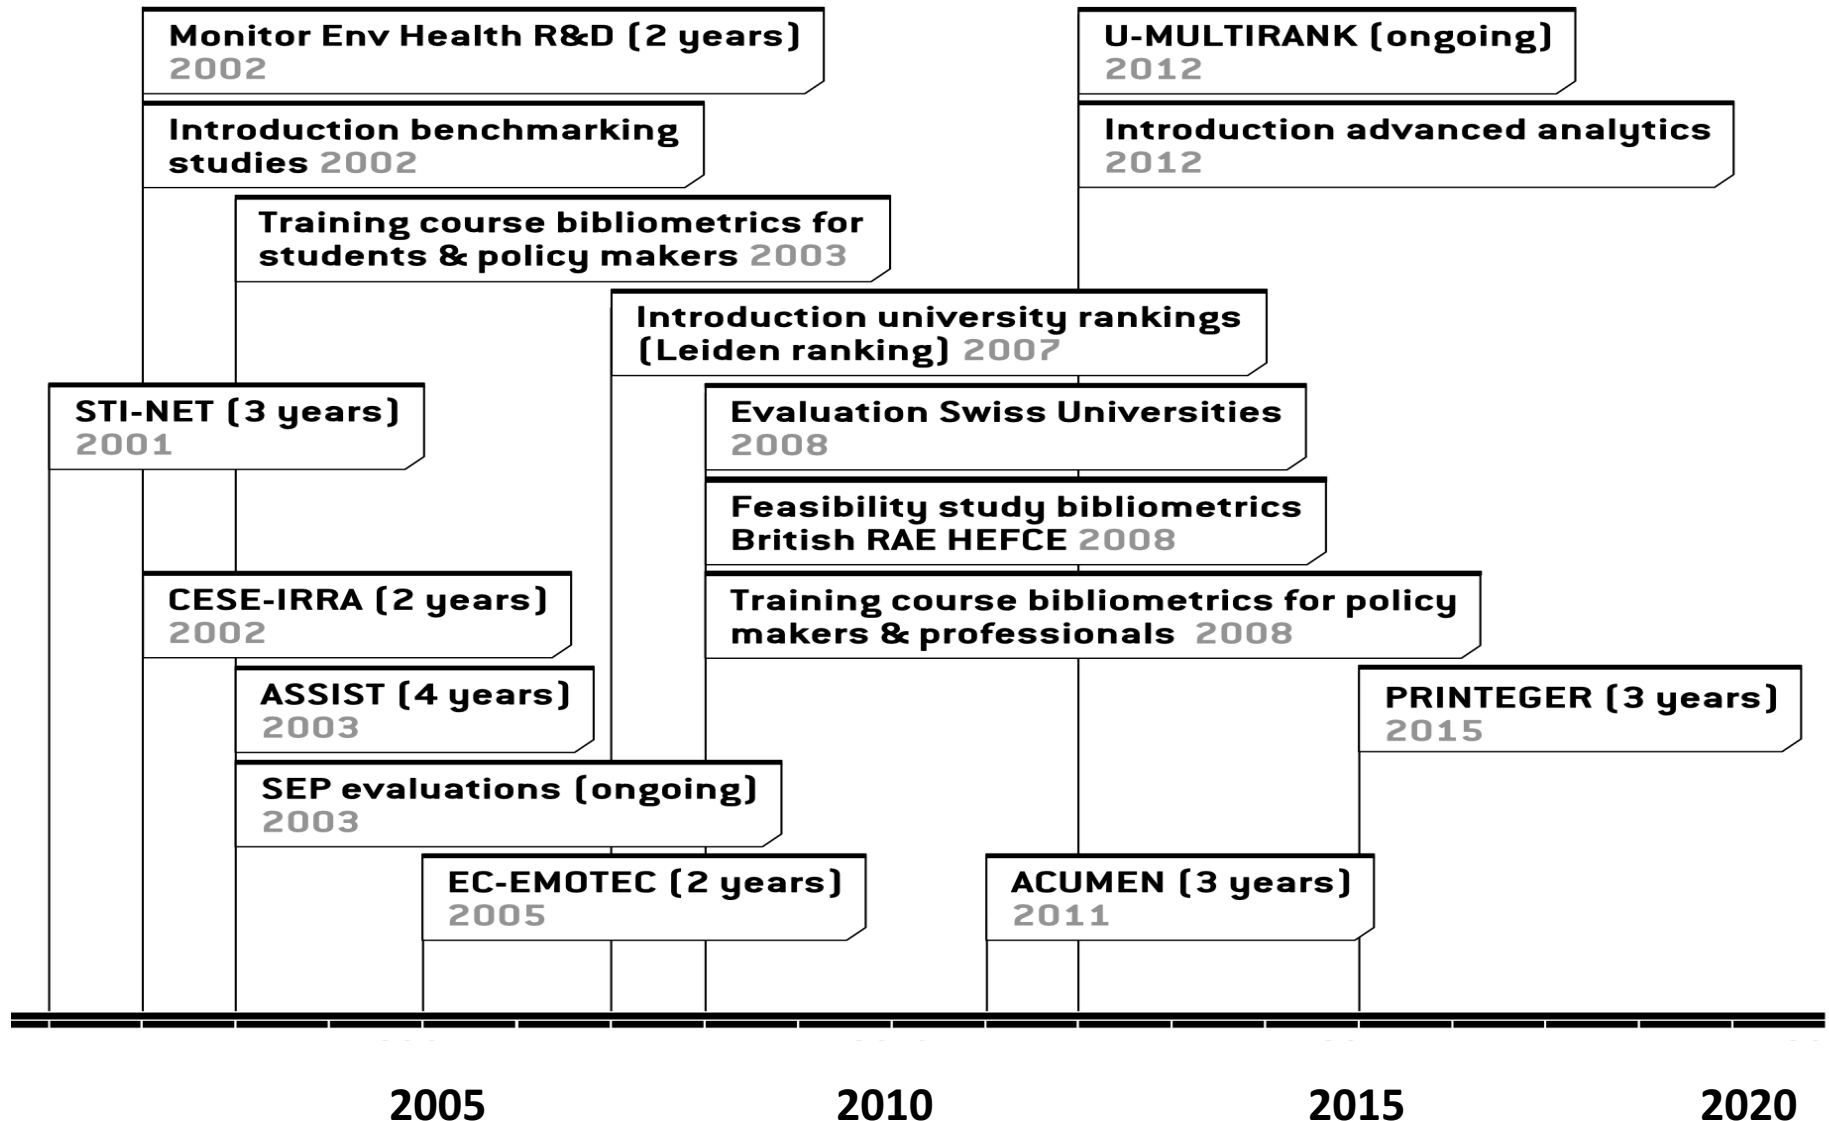 Monitor Env Health R&D (2 years)
2002
Introduction benchmarking
studies 2002
Training course bibliometrics for
students & policy makers 2003
U-MULTIRANK (ongoing)
2012
Introduction advanced analytics
2012
Introduction university rankings
(Leiden ranking) 2007
STI-NET (3 years)
2001
Evaluation Swiss Universities
2008
Feasibility study bibliometrics
British RAE HEFCE 2008
CESE-IRRA (2 years)
2002
Training course bibliometrics for policy
makers & professionals 2008
ASSIST (4 years)
2003
PRINTEGER (3 years)
2015
SEP evaluations (ongoing)
2003
EC-EMOTEC (2 years)
2005
ACUMEN (3 years)
2011
2005 2010 2015 2020